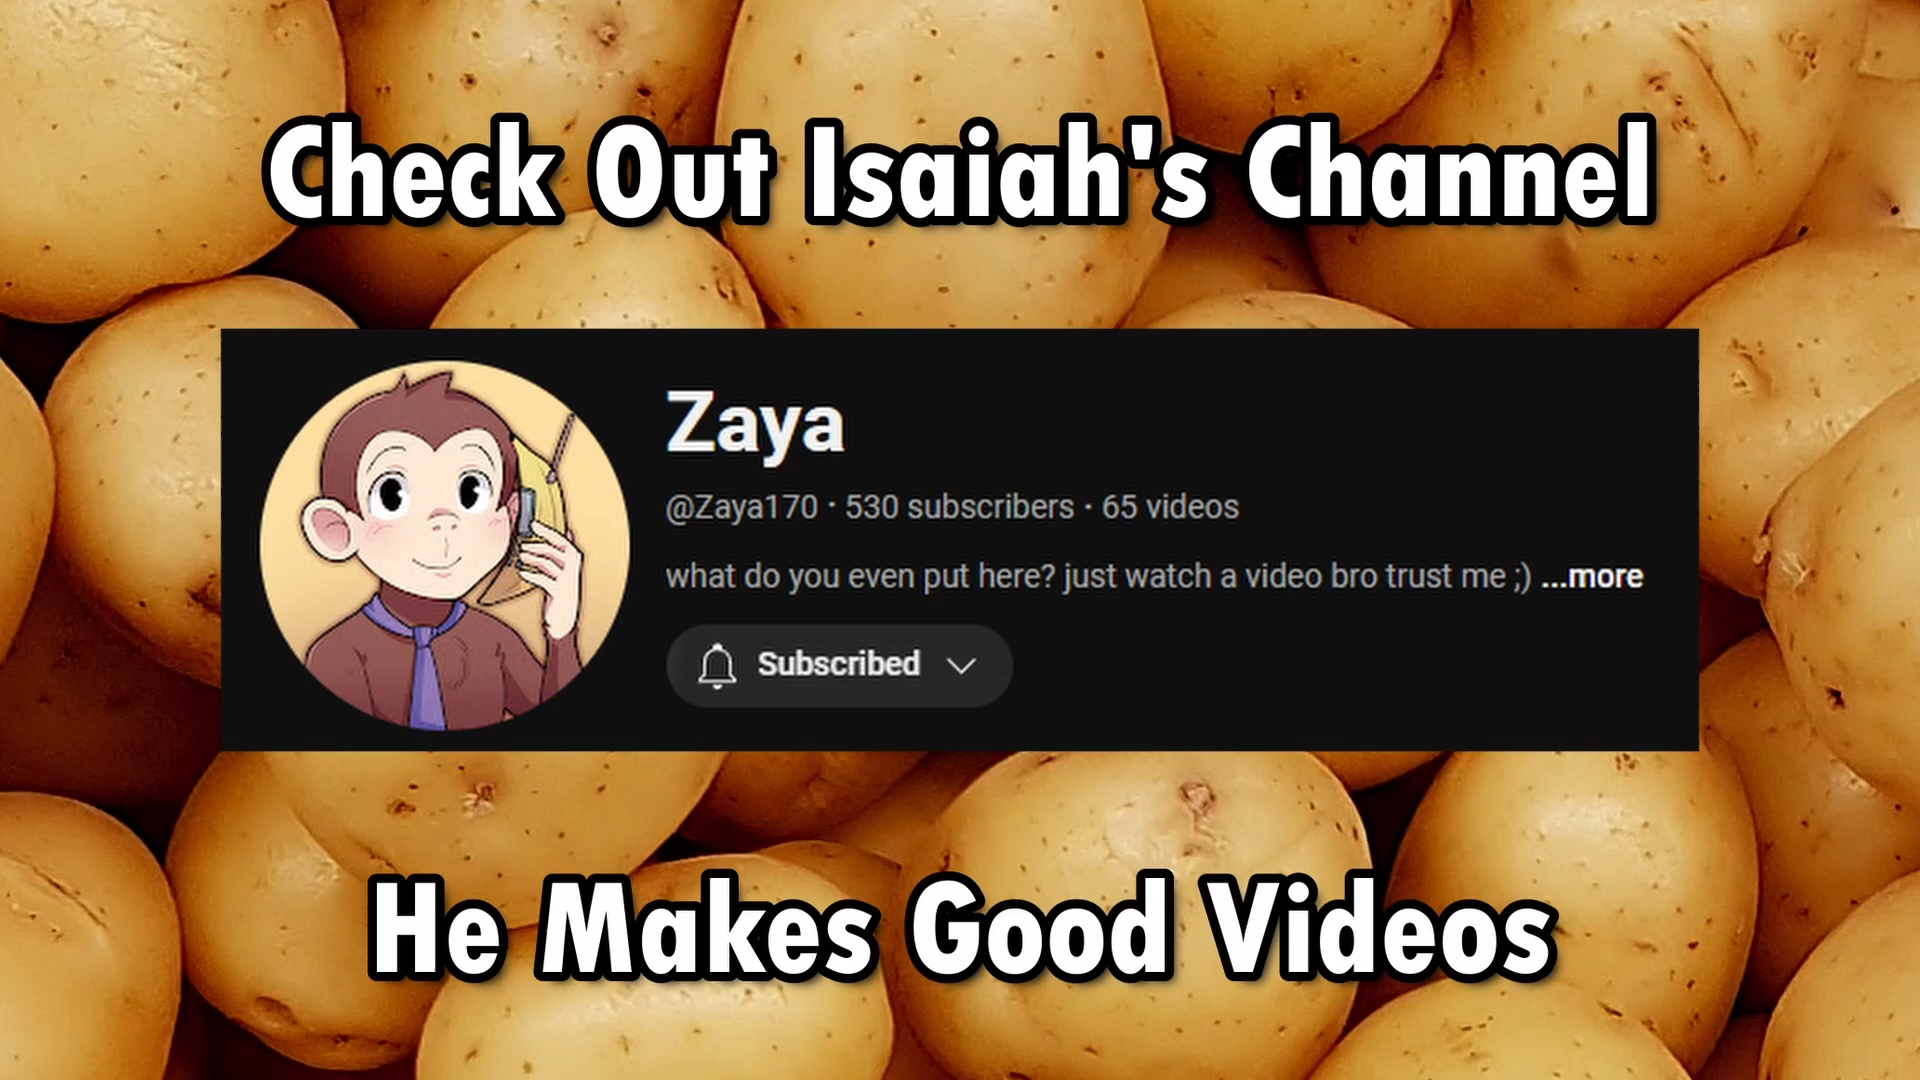 Check Out Isaiah's Channel
Zaya
@Zaya170 · 530 subscribers · 65 videos
what do you even put here? just watch a video bro trust me ;) ...more
Subscribed
He Makes Good Videos